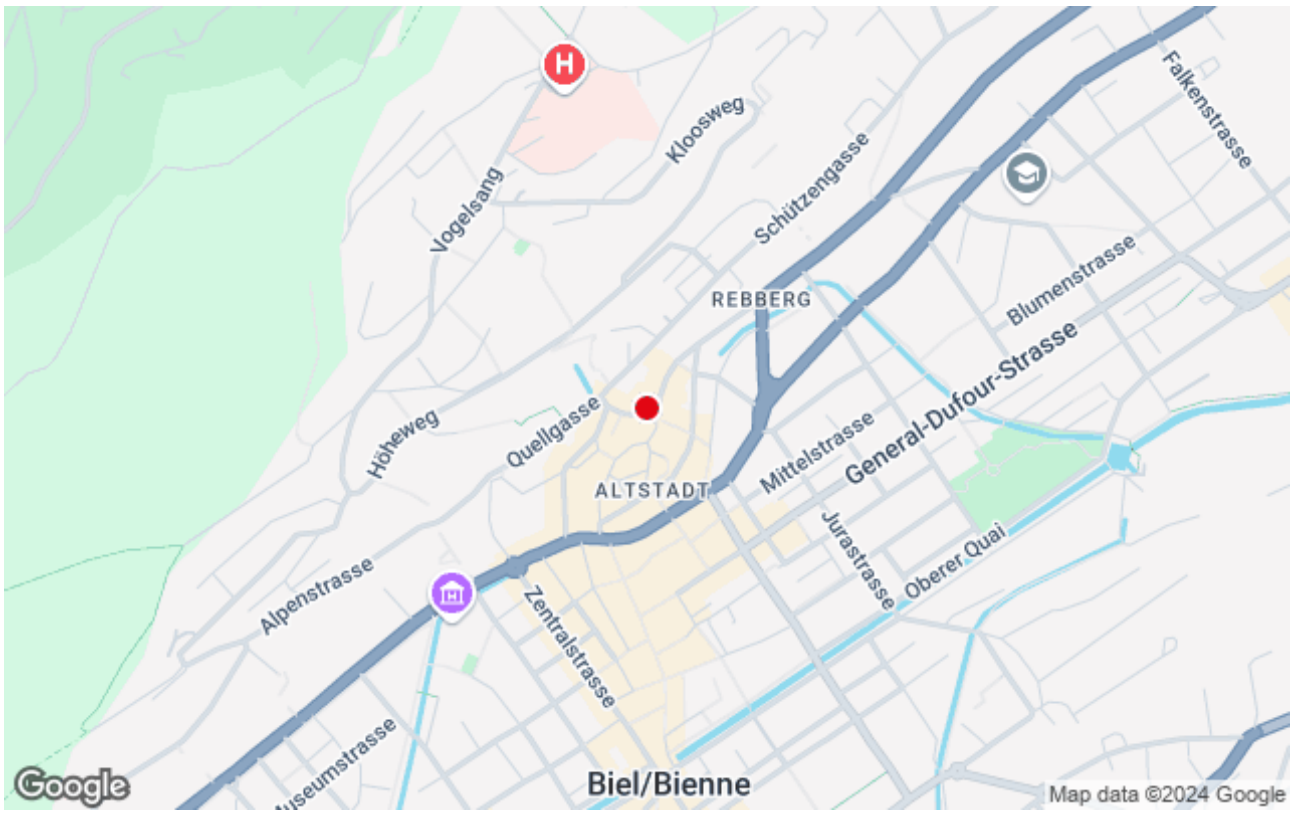 H
Falkenstrasse
Kloosweg
Schützengasse
Vogelsang
Blumenstrasse
REBBERG
General-Dufour-Strasse
Höheweg
Quellgasse
Mittelstrasse
ALTSTADT
Jurastrasse
Oberer Quai
Alpenstrasse
Zentralstrasse
Museumstrasse
Biel/Bienne
Google
Map data ©2024 Google